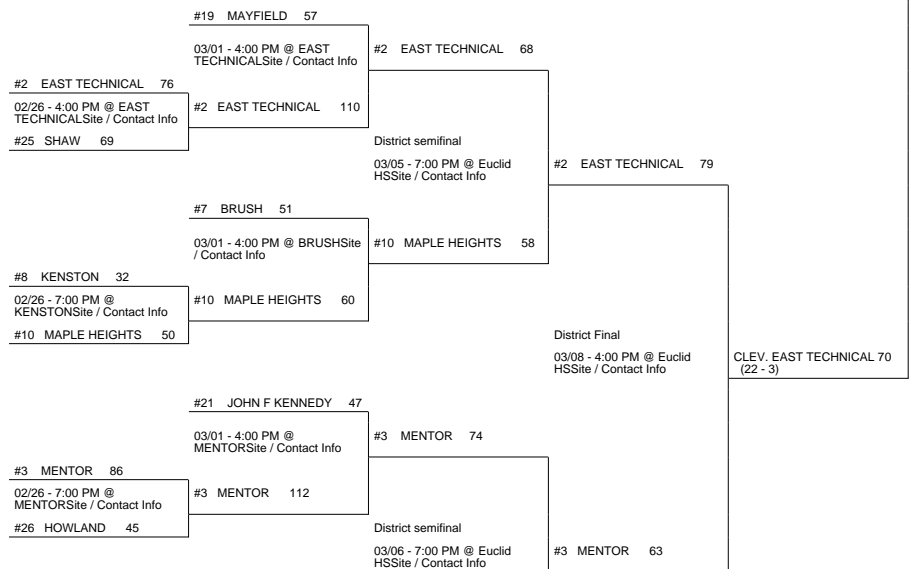 #19 MAYFIELD 57
03/01 - 4:00 PM @ EAST
TECHNICALSite / Contact Info
#2 EAST TECHNICAL 68
#2 EAST TECHNICAL 76
02/26 - 4:00 PM @ EAST
TECHNICALSite / Contact Info
#2 EAST TECHNICAL 110
#25 SHAW 69
District semifinal
03/05 - 7:00 PM @ Euclid
HSSite / Contact Info
#2 EAST TECHNICAL 79
#7 BRUSH 51
03/01 - 4:00 PM @ BRUSHSite
/ Contact Info
#10 MAPLE HEIGHTS 58
#8 KENSTON 32
02/26 - 7:00 PM @
KENSTONSite / Contact Info
#10 MAPLE HEIGHTS 60
#10 MAPLE HEIGHTS 50
District Final
03/08 - 4:00 PM @ Euclid
HSSite / Contact Info
CLEV. EAST TECHNICAL 70
(22 - 3)
#21 JOHN F KENNEDY 47
03/01 - 4:00 PM @
MENTORSite / Contact Info
#3 MENTOR 74
#3 MENTOR 86
02/26 - 7:00 PM @
MENTORSite / Contact Info
#3 MENTOR 112
#26 HOWLAND 45
District semifinal
03/06 - 7:00 PM @ Euclid
HSSite / Contact Info
#3 MENTOR 63